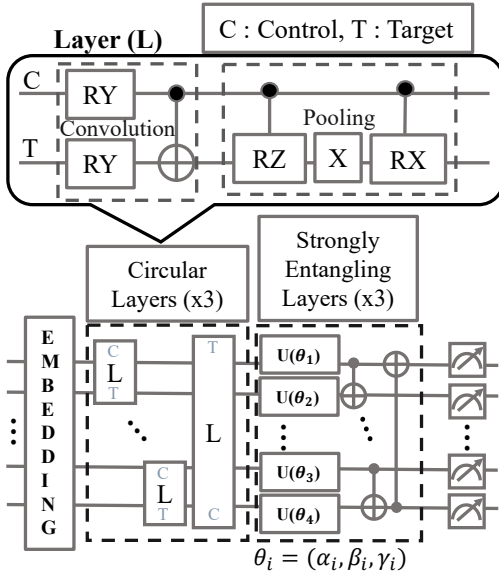 Layer (L)
C : Control, T : Target
C
RY
Convolution
Pooling
T
RY
RZ
X
RX
Circular
Layers (x3)
Strongly
Entangling
Layers (x3)
EMBEDDING
C
L
T
C
L
T
T
L
C
U(θ₁)
U(θ₂)
U(θ₃)
U(θ₄)
θᵢ = (αᵢ, βᵢ, γᵢ)